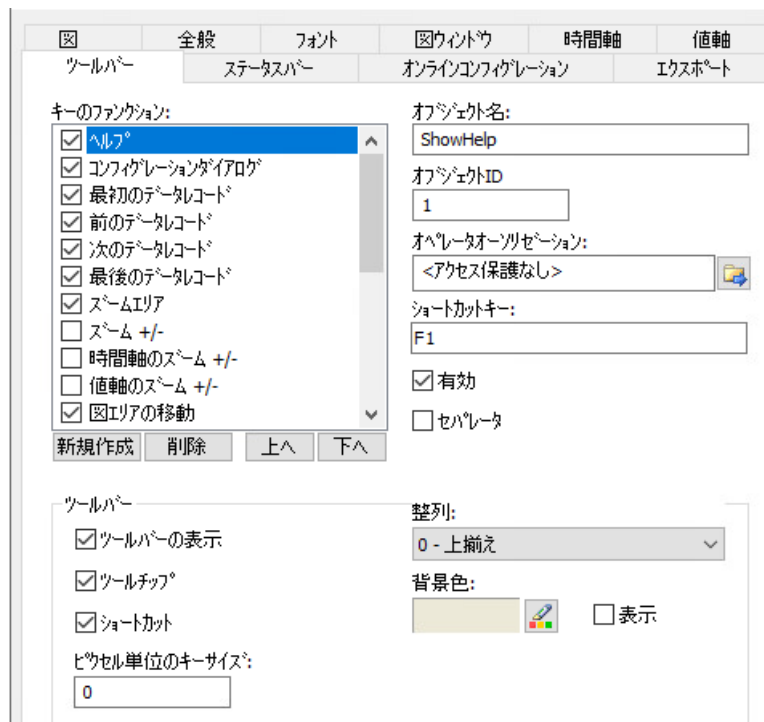 図 全般 フォント 図ウィンドウ 時間軸 値軸
ツールバー ステータスバー オンラインコンフィグレーション エクスポート
キーのファンクション:
ヘルプ
コンフィグレーションダイアログ
最初のデータレコード
前のデータレコード
次のデータレコード
最後のデータレコード
ズームエリア
ズーム +/-
時間軸のズーム +/-
値軸のズーム +/-
図エリアの移動
新規作成 削除 上へ 下へ
オブジェクト名:
ShowHelp
オブジェクトID
1
オペレータオーソリゼーション:
<アクセス保護なし>
ショートカットキー:
F1
有効
セパレータ
ツールバー
ツールバーの表示
ツールチップ
ショートカット
ピクセル単位のキーサイズ:
0
整列:
0 - 上揃え
背景色:
表示